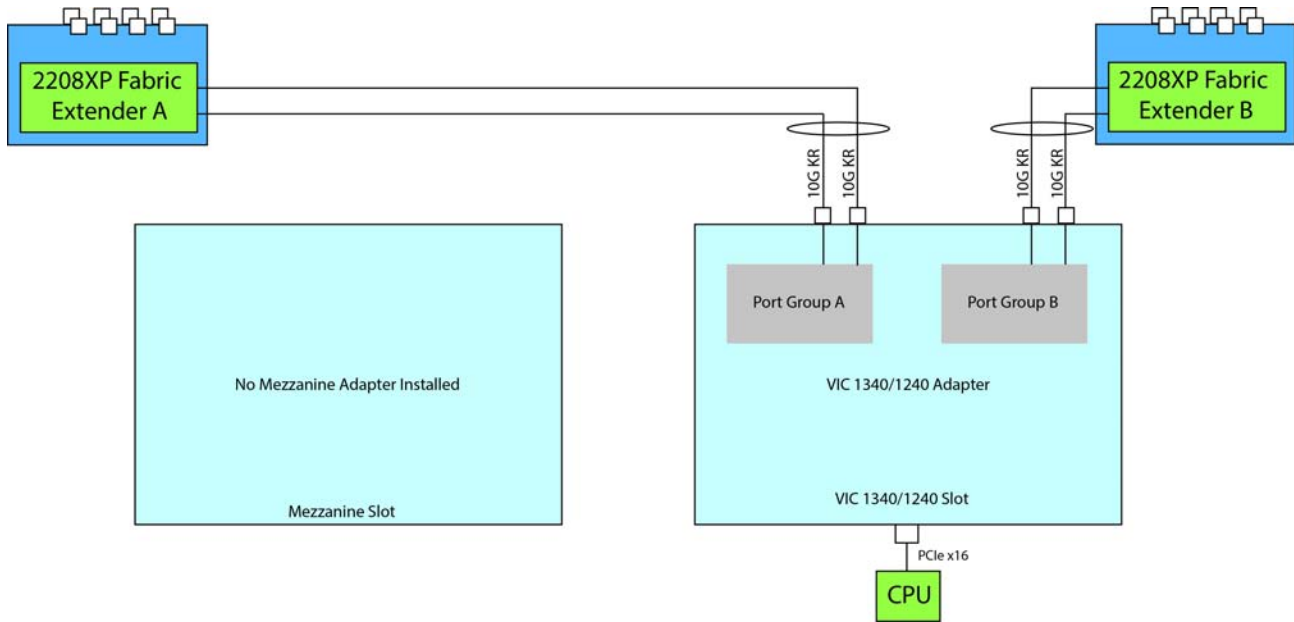 2208XP Fabric
Extender A
2208XP Fabric
Extender B
10G KR
10G KR
10G KR
10G KR
Port Group A
Port Group B
No Mezzanine Adapter Installed
VIC 1340/1240 Adapter
Mezzanine Slot
VIC 1340/1240 Slot
PCIe x16
CPU